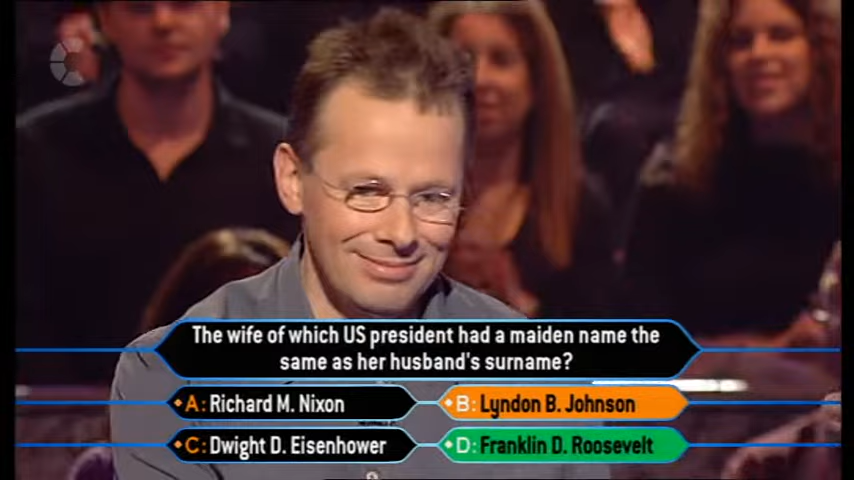 The wife of which US president had a maiden name the
same as her husband's surname?
A: Richard M. Nixon
B: Lyndon B. Johnson
C: Dwight D. Eisenhower
D: Franklin D. Roosevelt